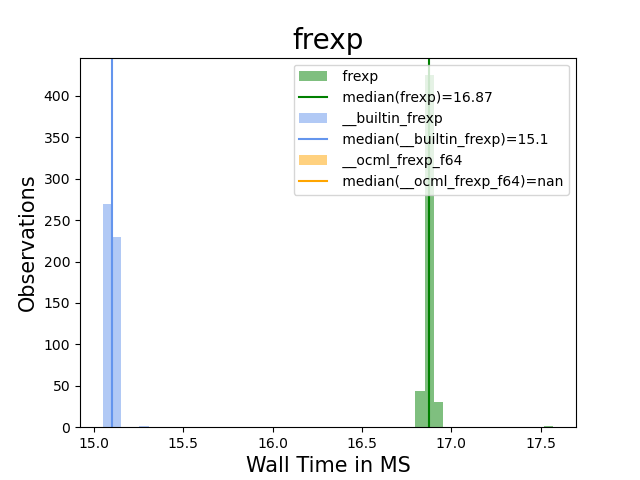 frexp
frexp
median(frexp)=16.87
__builtin_frexp
median(__builtin_frexp)=15.1
__ocml_frexp_f64
median(__ocml_frexp_f64)=nan
Observations
400
350
300
250
200
150
100
50
0
15.0 15.5 16.0 16.5 17.0 17.5
Wall Time in MS